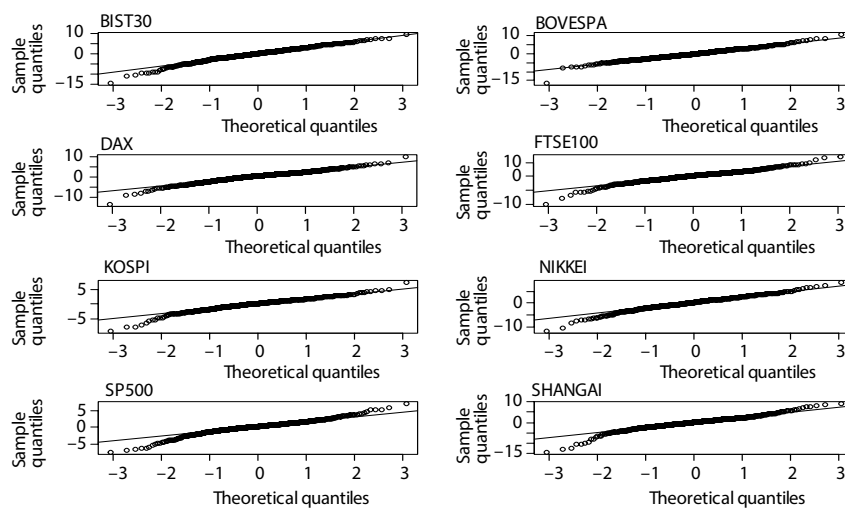 BIST30
10
0
−15
Sample
quantiles
−3 −2 −1 0 1 2 3
Theoretical quantiles
BOVESPA
10
0
−15
Sample
quantiles
−3 −2 −1 0 1 2 3
Theoretical quantiles
DAX
10
0
−10
Sample
quantiles
−3 −2 −1 0 1 2 3
Theoretical quantiles
FTSE100
10
0
−10
Sample
quantiles
−3 −2 −1 0 1 2 3
Theoretical quantiles
KOSPI
5
−5
Sample
quantiles
−3 −2 −1 0 1 2 3
Theoretical quantiles
NIKKEI
0
−10
Sample
quantiles
−3 −2 −1 0 1 2 3
Theoretical quantiles
SP500
5
0
−5
Sample
quantiles
−3 −2 −1 0 1 2 3
Theoretical quantiles
SHANGAI
10
0
−15
Sample
quantiles
−3 −2 −1 0 1 2 3
Theoretical quantiles